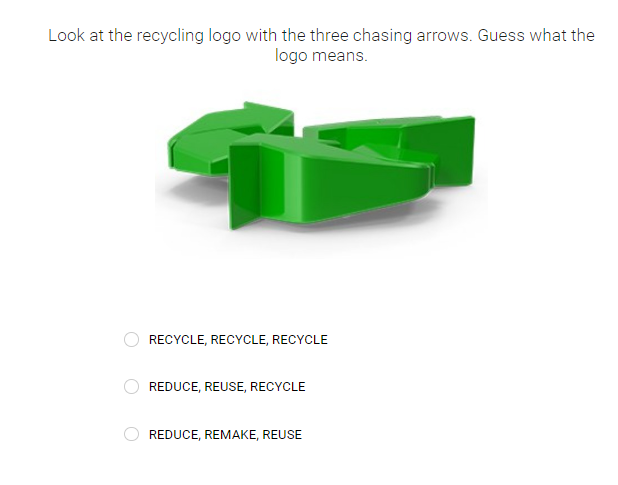 Look at the recycling logo with the three chasing arrows. Guess what the
logo means.
RECYCLE, RECYCLE, RECYCLE
REDUCE, REUSE, RECYCLE
REDUCE, REMAKE, REUSE